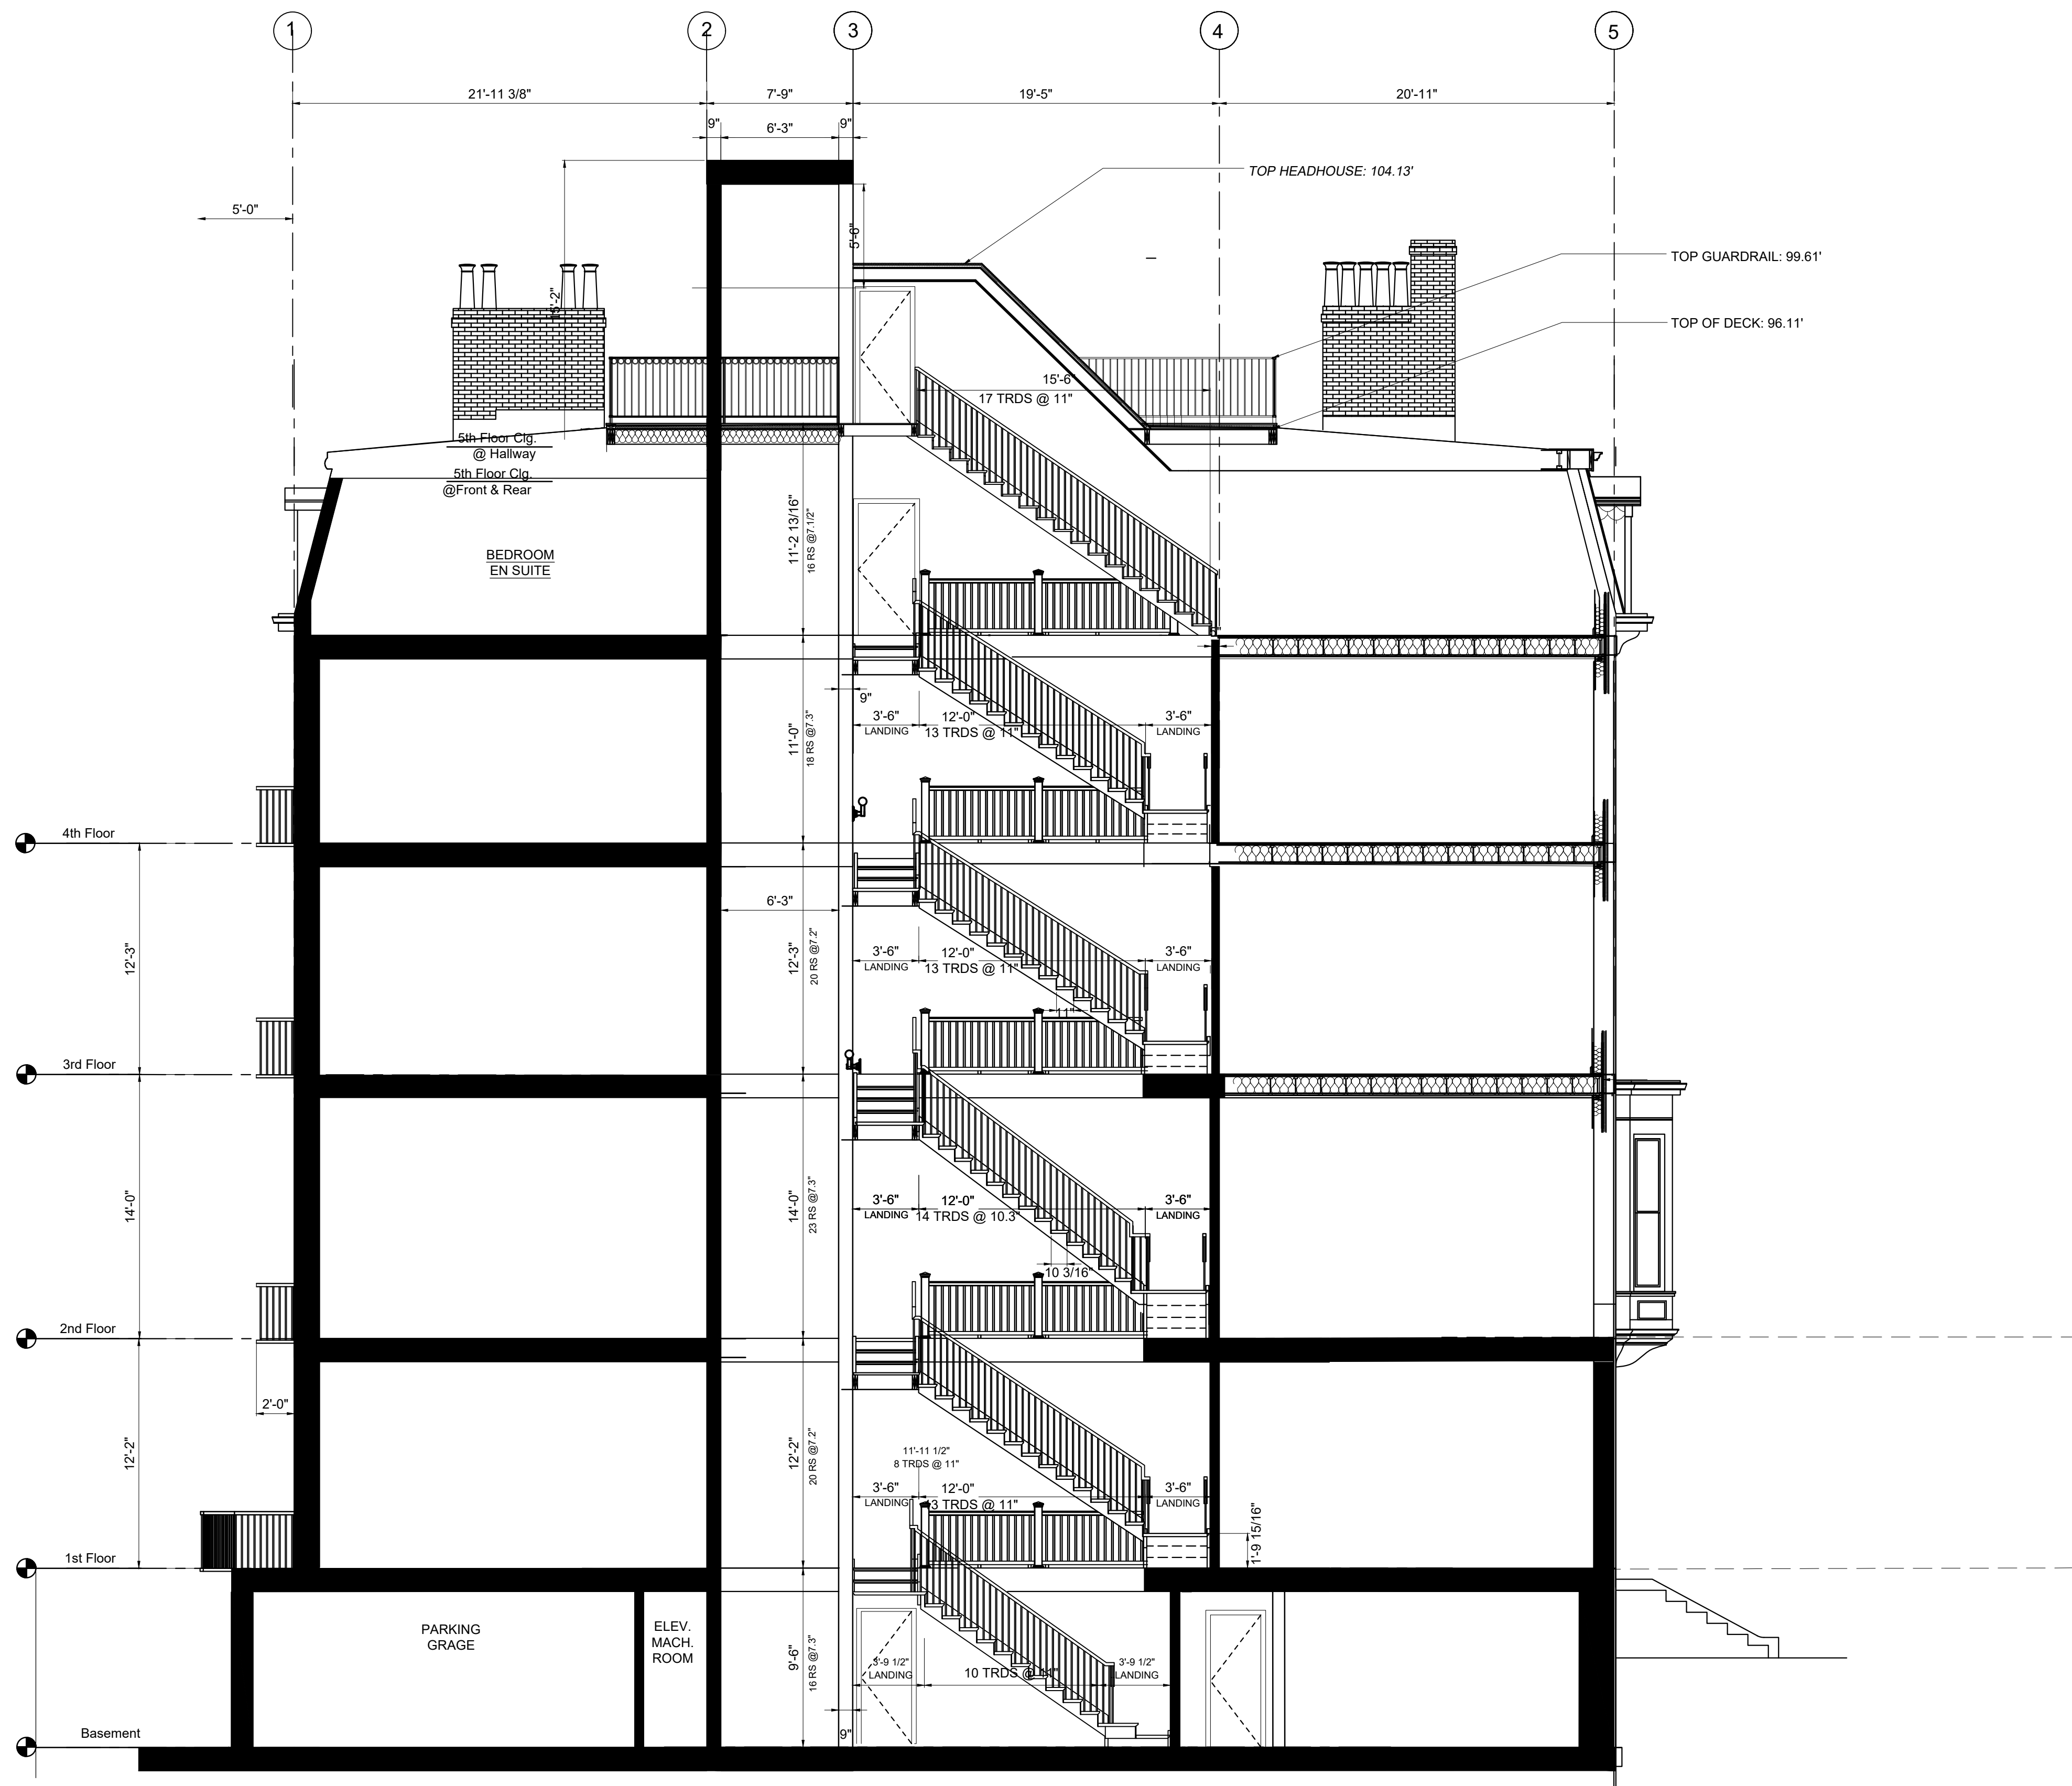 1
2
3
4
5
21'-11 3/8"
7'-9"
19'-5"
20'-11"
9"
6'-3"
9"
TOP HEADHOUSE: 104.13'
5'-0"
5'-6"
TOP GUARDRAIL: 99.61'
15'-2"
TOP OF DECK: 96.11'
15'-6"
17 TRDS @ 11"
5th Floor Clg.
@ Hallway
5th Floor Clg.
@Front & Rear
11'-2 13/16"
16 RS @7.1/2"
BEDROOM
EN SUITE
9"
3'-6"
LANDING
12'-0"
13 TRDS @ 11"
3'-6"
LANDING
11'-0"
18 RS @7.3"
4th Floor
6'-3"
12'-3"
12'-3"
20 RS @7.2"
3'-6"
LANDING
12'-0"
13 TRDS @ 11"
3'-6"
LANDING
11"
3rd Floor
14'-0"
14'-0"
23 RS @7.3"
3'-6"
LANDING
12'-0"
14 TRDS @ 10.3"
3'-6"
LANDING
10 3/16"
2nd Floor
2'-0"
12'-2"
12'-2"
20 RS @7.2"
11'-11 1/2"
8 TRDS @ 11"
3'-6"
LANDING
12'-0"
13 TRDS @ 11"
3'-6"
LANDING
1'-9 15/16"
1st Floor
PARKING
GRAGE
ELEV.
MACH.
ROOM
9'-6"
16 RS @7.3"
3'-9 1/2"
LANDING
10 TRDS @ 11"
3'-9 1/2"
LANDING
Basement
9"